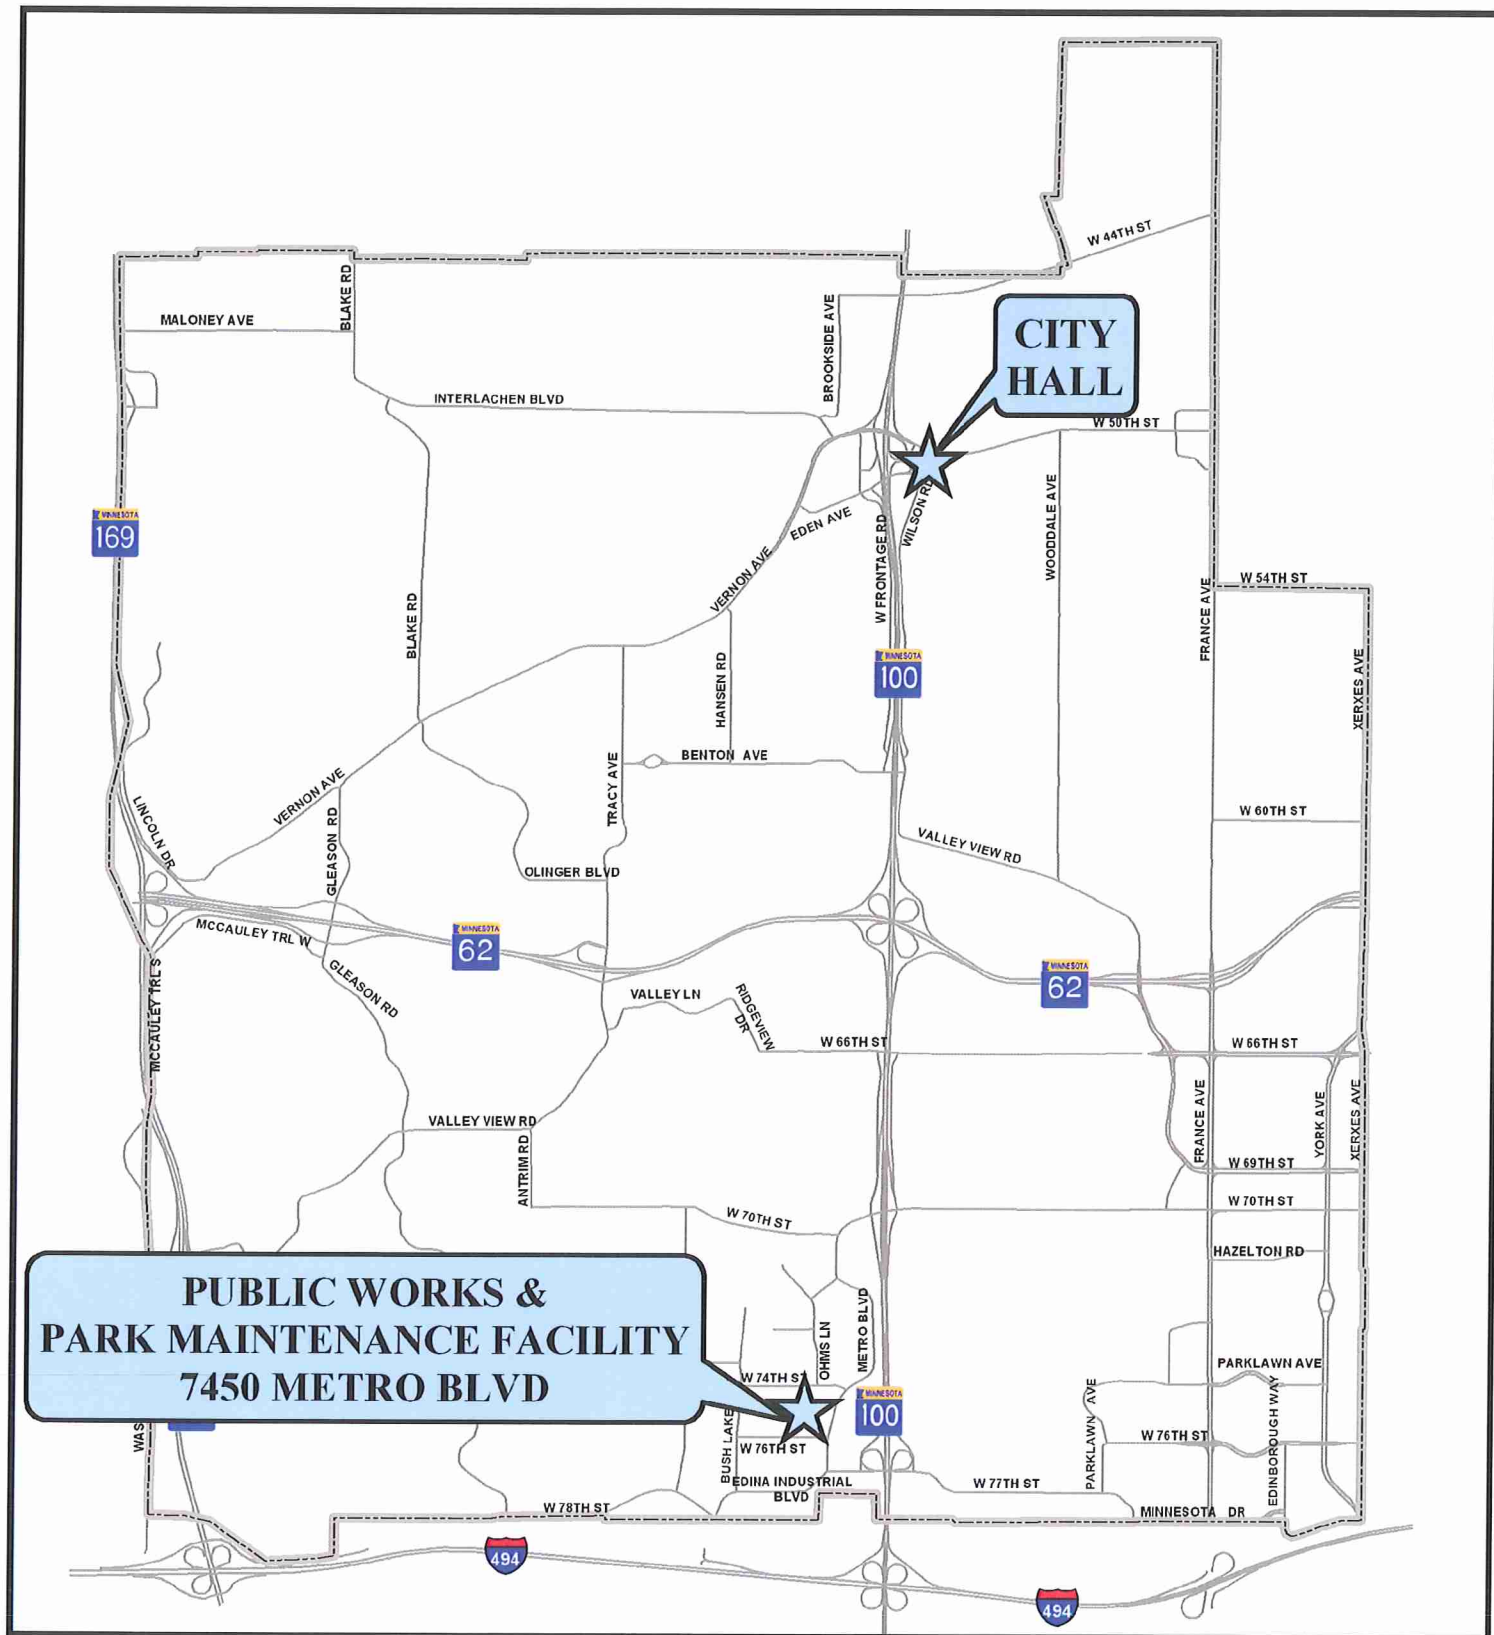 W 44TH ST
BLAKE RD
MALONEY AVE
BROOKSIDE AVE
CITY
HALL
INTERLACHEN BLVD
W 50TH ST
MINNESOTA
169
EDEN AVE
W FRONTAGE RD
WILSON RD
WOODDALE AVE
VERNON AVE
W 54TH ST
FRANCE AVE
BLAKE RD
HANSEN RD
MINNESOTA
100
XERXES AVE
BENTON AVE
TRACY AVE
VERNON AVE
LINCOLN DR
GLEASON RD
W 60TH ST
VALLEY VIEW RD
OLINGER BLVD
MCCAULEY TRL W
MINNESOTA
62
MCCAULEY TRL S
GLEASON RD
VALLEY LN
RIDGEVIEW
DR
MINNESOTA
62
W 66TH ST
W 66TH ST
VALLEY VIEW RD
ANTRIM RD
FRANCE AVE
YORK AVE
XERXES AVE
W 69TH ST
W 70TH ST
W 70TH ST
HAZELTON RD
PUBLIC WORKS &
PARK MAINTENANCE FACILITY
7450 METRO BLVD
OHMS LN
METRO BLVD
W 74TH ST
PARKLAWN AVE
MINNESOTA
100
WAS
BUSH LAKE
W 76TH ST
PARKLAWN AVE
W 76TH ST
EDINBOROUGH WAY
EDINA INDUSTRIAL
BLVD
W 77TH ST
W 78TH ST
MINNESOTA DR
494
494